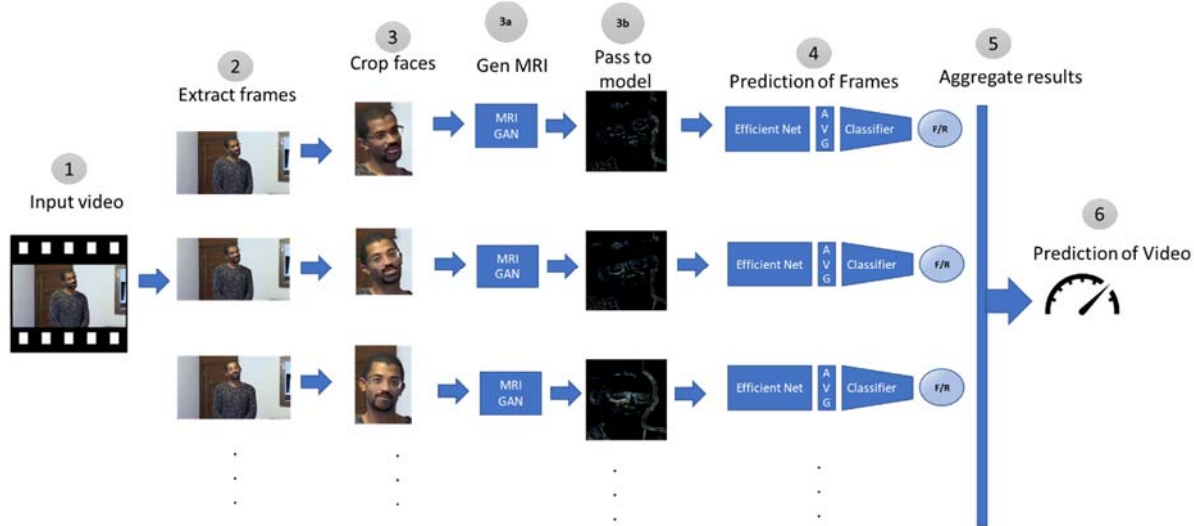 1
Input video
2
Extract frames
3
Crop faces
3a
Gen MRI
3b
Pass to
model
4
Prediction of Frames
5
Aggregate results
6
Prediction of Video
MRI
GAN
Efficient Net
A
V
G
Classifier
F/R
MRI
GAN
Efficient Net
A
V
G
Classifier
F/R
MRI
GAN
Efficient Net
A
V
G
Classifier
F/R